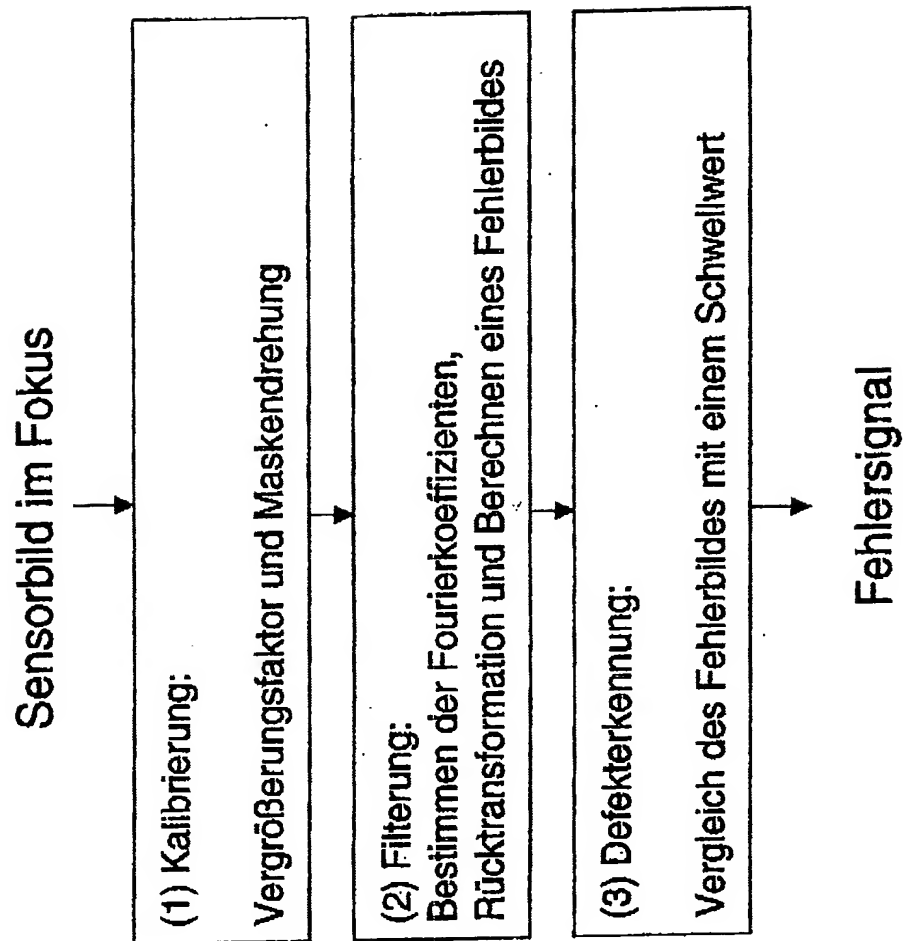 Sensorbild im Fokus
(1) Kalibrierung:
Vergrößerungsfaktor und Maskendrehung
(2) Filterung:
Bestimmen der Fourierkoeffizienten,
Rücktransformation und Berechnen eines Fehlerbildes
(3) Defekterkennung:
Vergleich des Fehlerbildes mit einem Schwellwert
Fehlersignal